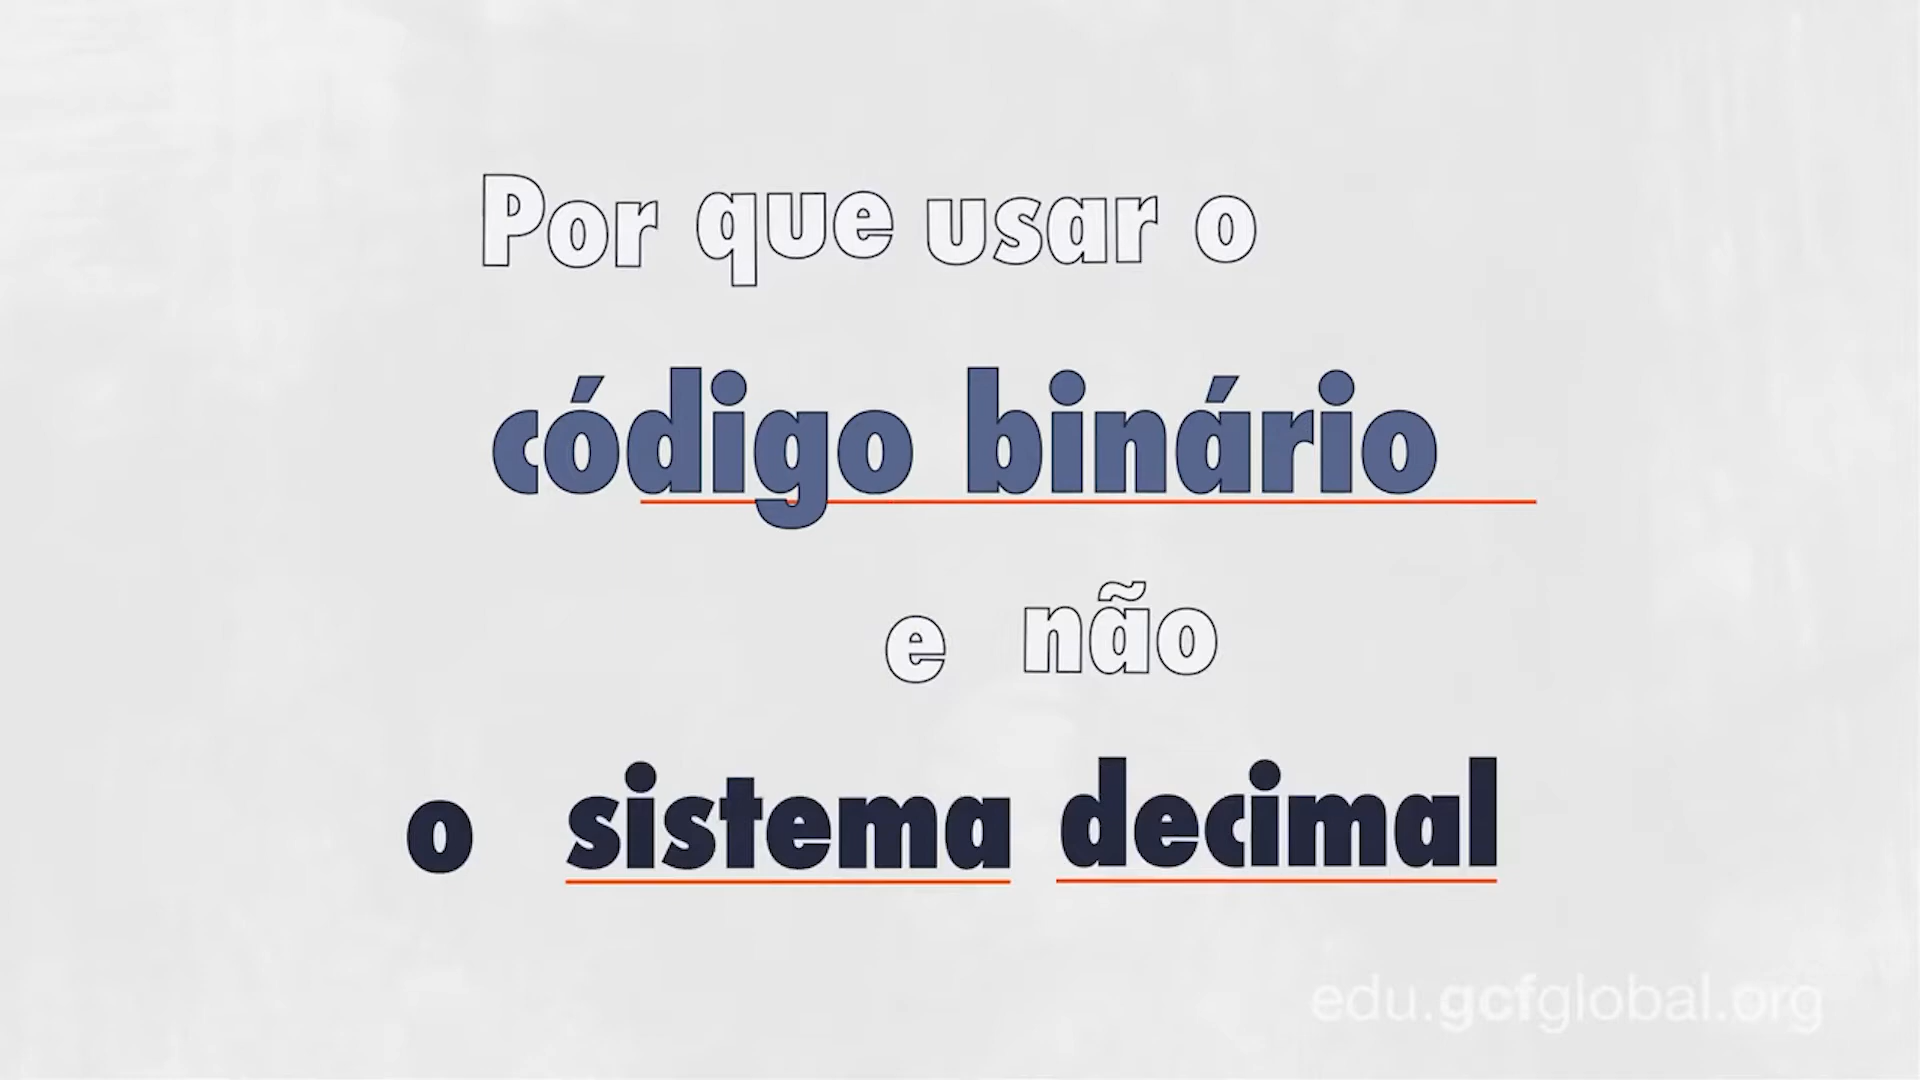 Por que usar o
código binário
e não
o sistema decimal
edu.gcfglobal.org